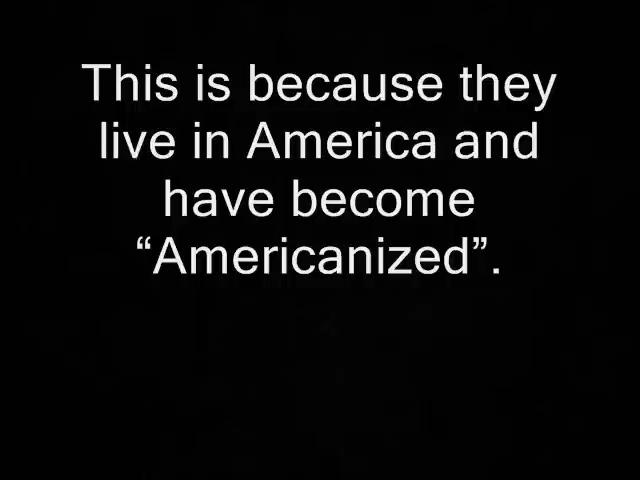 This is because they
live in America and
have become
“Americanized”.